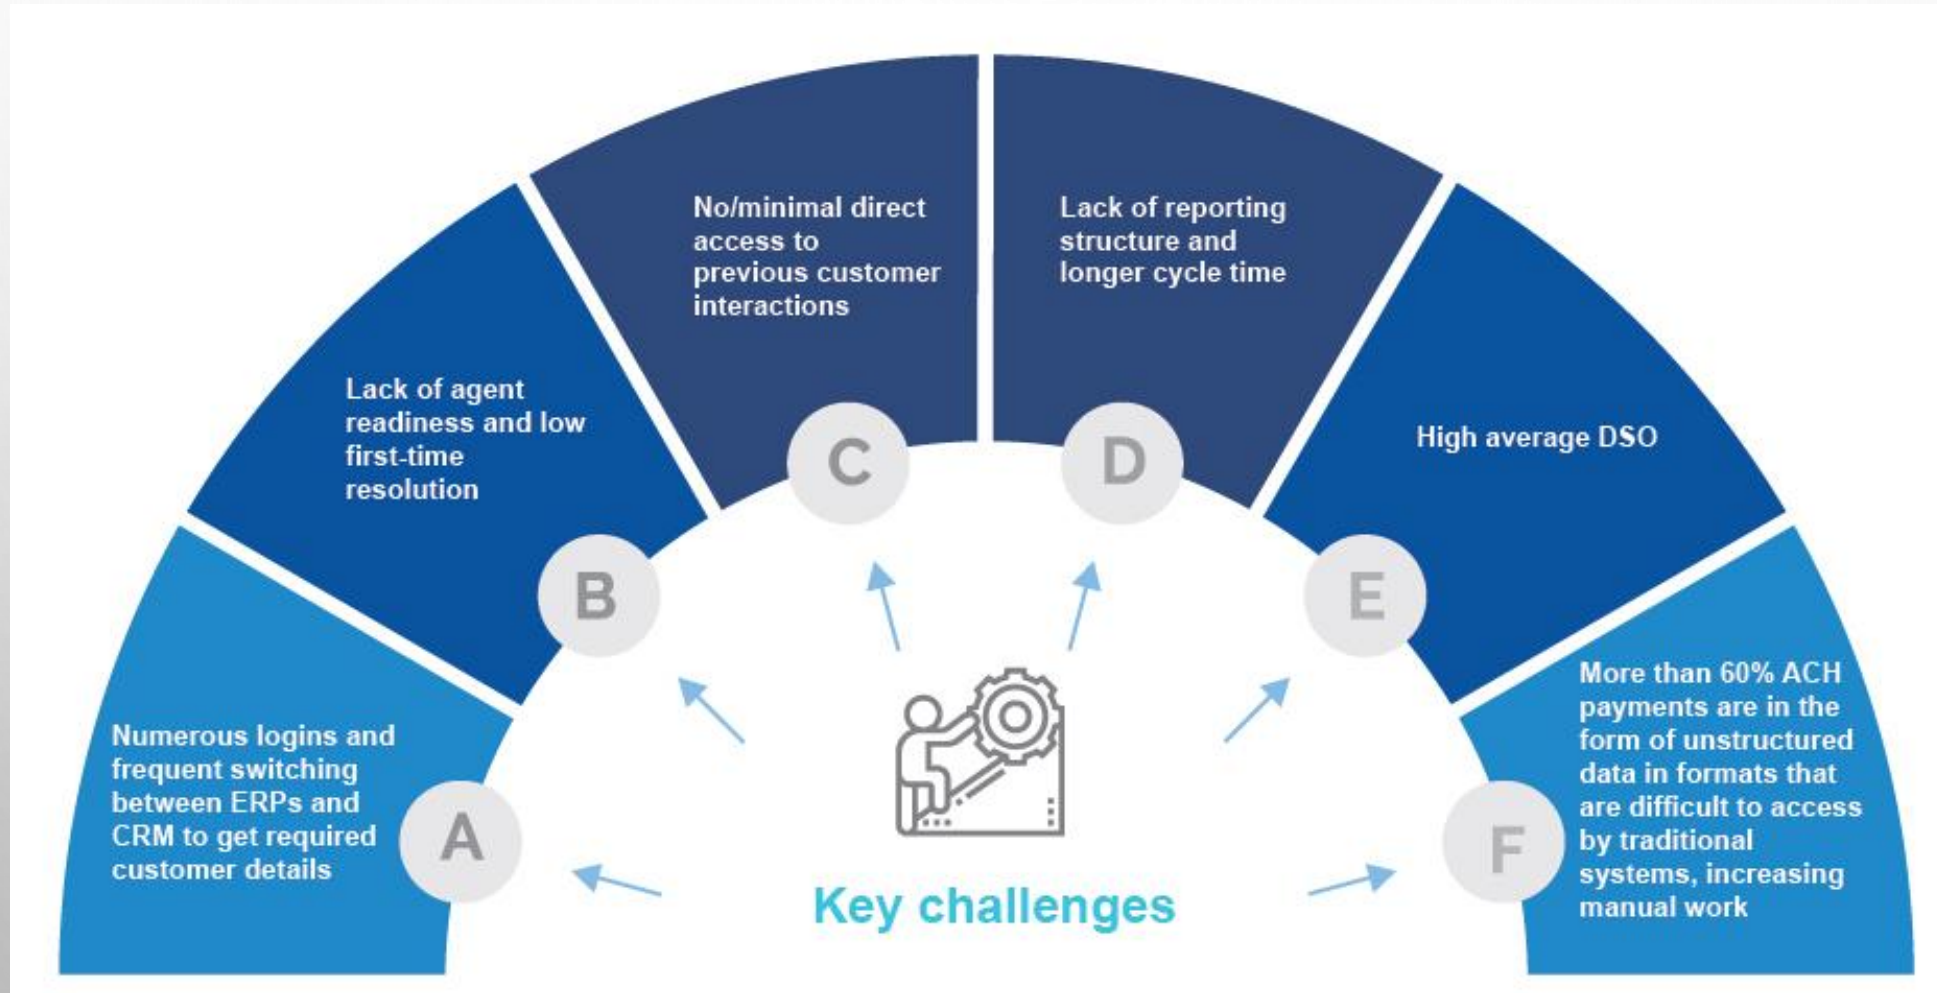 Numerous logins and
frequent switching
between ERPs and
CRM to get required
customer details
A
Lack of agent
readiness and low
first-time
resolution
B
No/minimal direct
access to
previous customer
interactions
C
Lack of reporting
structure and
longer cycle time
D
High average DSO
E
More than 60% ACH
payments are in the
form of unstructured
data in formats that
are difficult to access
by traditional
systems, increasing
manual work
F
Key challenges